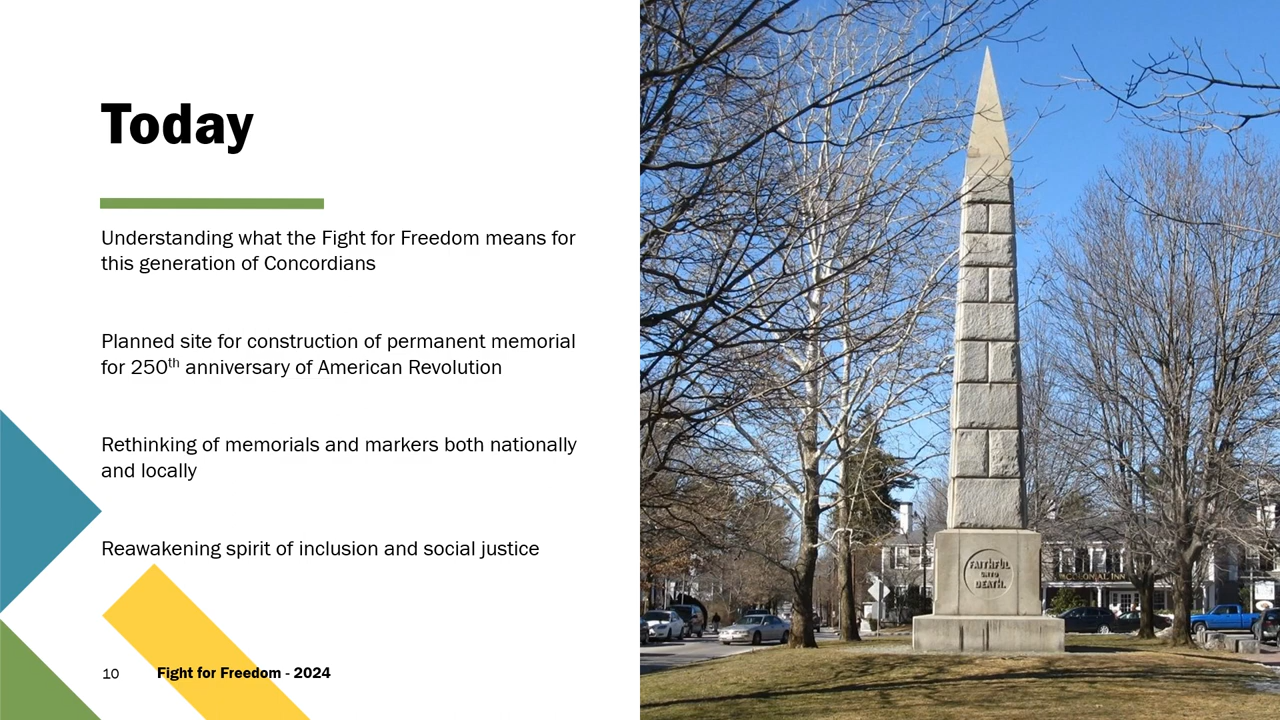 Today
Understanding what the Fight for Freedom means for
this generation of Concordians
Planned site for construction of permanent memorial
for 250th anniversary of American Revolution
Rethinking of memorials and markers both nationally
and locally
Reawakening spirit of inclusion and social justice
10 Fight for Freedom - 2024
FAITHFUL
UNTO
DEATH.
COLONIAL INN